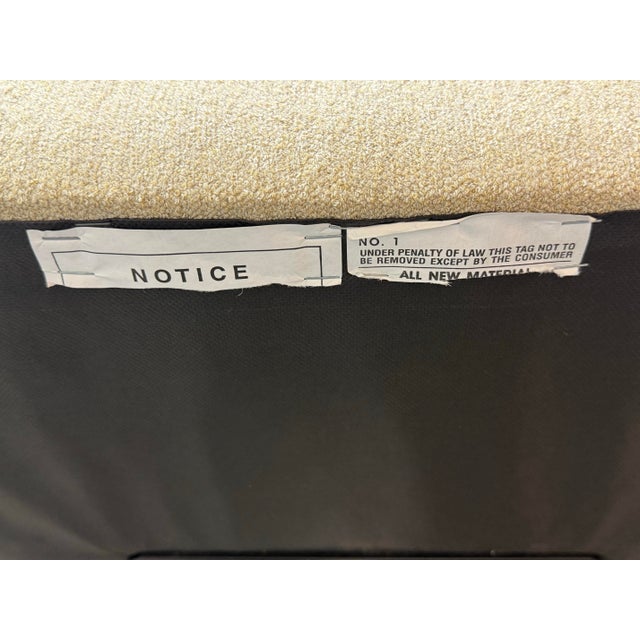 NOTICE
NO. 1
UNDER PENALTY OF LAW THIS TAG NOT TO
BE REMOVED EXCEPT BY THE CONSUMER
ALL NEW MATERIAL